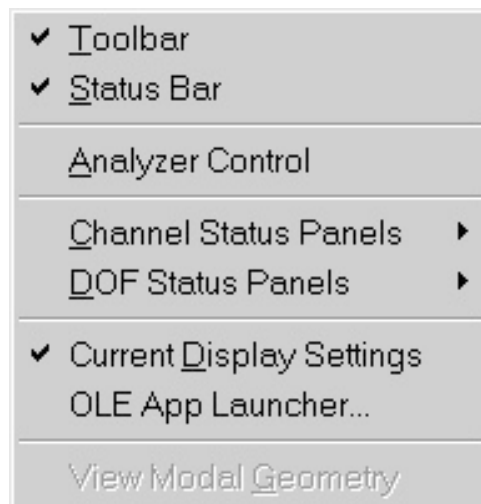 Toolbar
Status Bar
Analyzer Control
Channel Status Panels
DOF Status Panels
Current Display Settings
OLE App Launcher...
View Modal Geometry